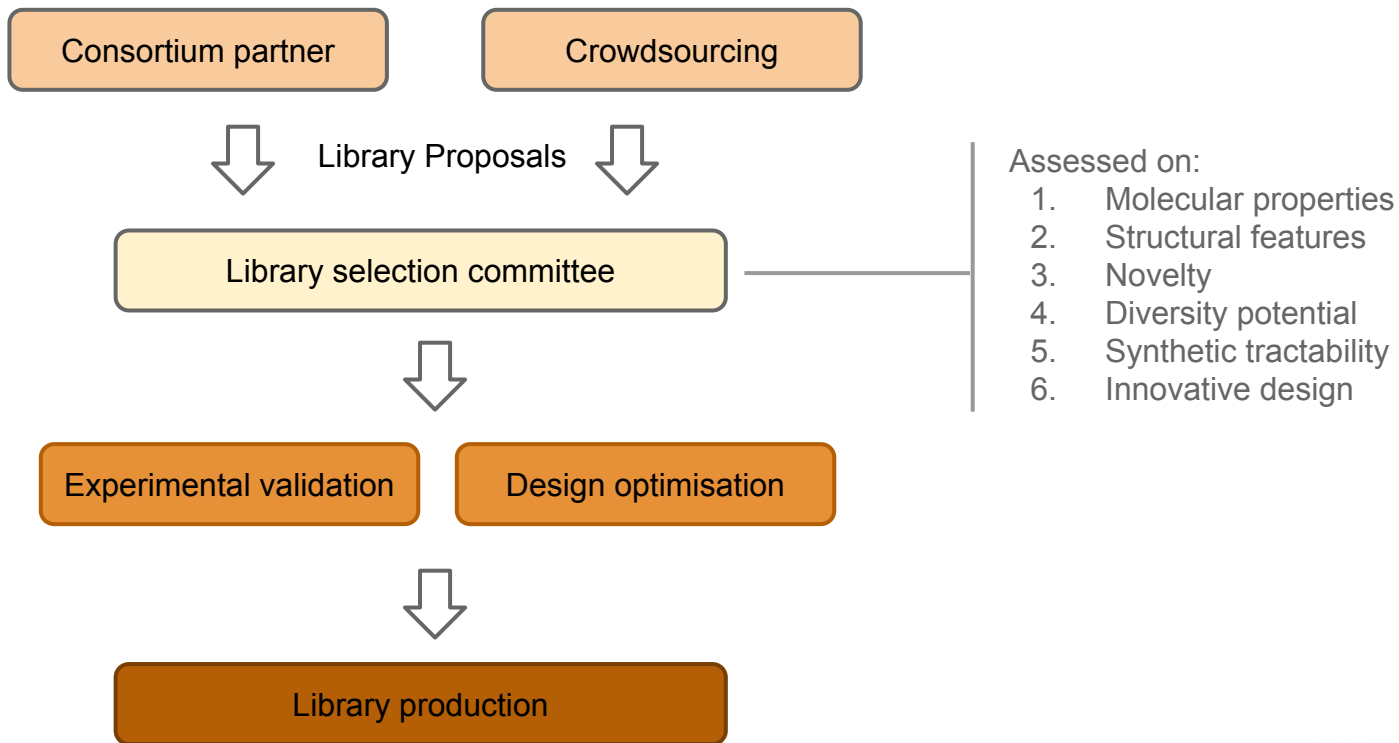 Consortium partner
Crowdsourcing
Library Proposals
Library selection committee
Assessed on:
1. Molecular properties
2. Structural features
3. Novelty
4. Diversity potential
5. Synthetic tractability
6. Innovative design
Experimental validation
Design optimisation
Library production